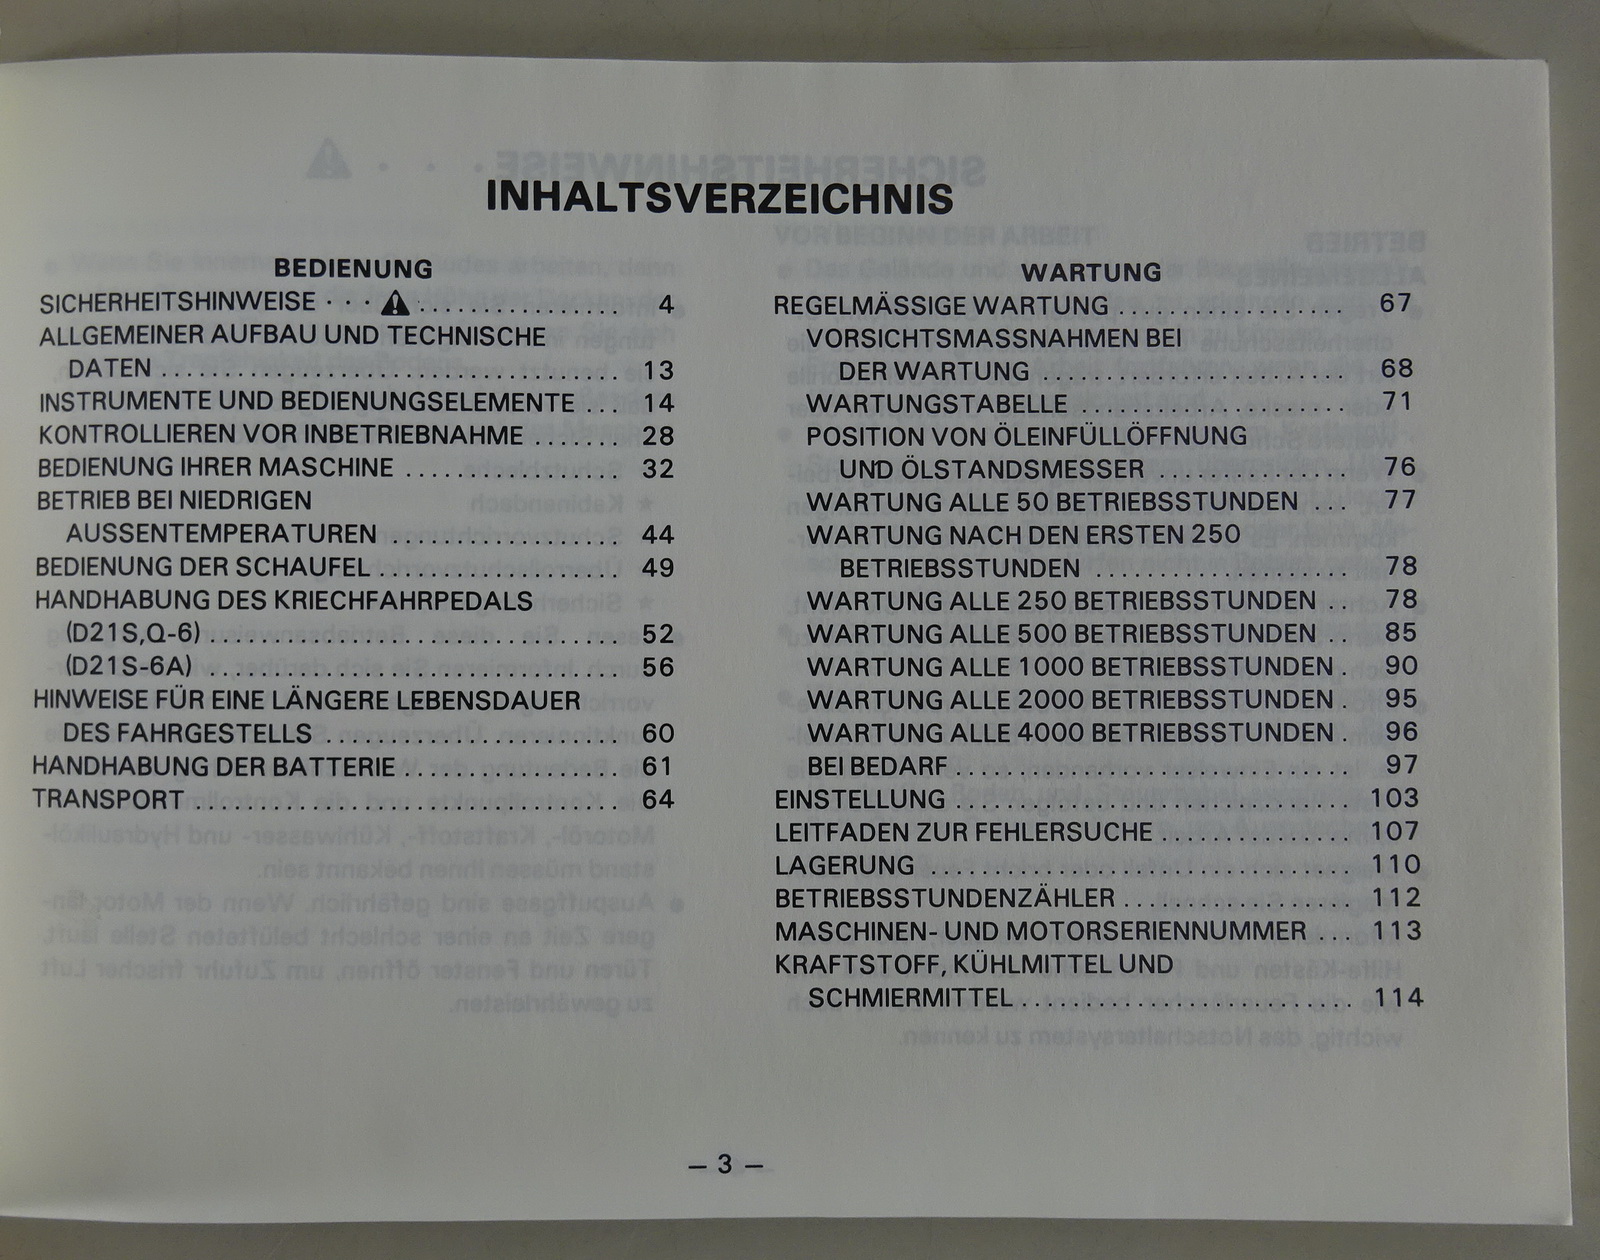 INHALTSVERZEICHNIS
BEDIENUNG
SICHERHEITSHINWEISE · · · ⚠ .............. 4
ALLGEMEINER AUFBAU UND TECHNISCHE
DATEN .................................. 13
INSTRUMENTE UND BEDIENUNGSELEMENTE ... 14
KONTROLLIEREN VOR INBETRIEBNAHME ....... 28
BEDIENUNG IHRER MASCHINE ................ 32
BETRIEB BEI NIEDRIGEN
AUSSENTEMPERATUREN ................. 44
BEDIENUNG DER SCHAUFEL .................. 49
HANDHABUNG DES KRIECHFAHRPEDALS
(D21S,Q-6) ............................... 52
(D21S-6A) ............................... 56
HINWEISE FÜR EINE LÄNGERE LEBENSDAUER
DES FAHRGESTELLS ...................... 60
HANDHABUNG DER BATTERIE ................ 61
TRANSPORT ................................ 64
WARTUNG
REGELMÄSSIGE WARTUNG ................. 67
VORSICHTSMASSNAHMEN BEI
DER WARTUNG ....................... 68
WARTUNGSTABELLE .................... 71
POSITION VON ÖLEINFÜLLÖFFNUNG
UND ÖLSTANDSMESSER ............... 76
WARTUNG ALLE 50 BETRIEBSSTUNDEN ... 77
WARTUNG NACH DEN ERSTEN 250
BETRIEBSSTUNDEN ................... 78
WARTUNG ALLE 250 BETRIEBSSTUNDEN .. 78
WARTUNG ALLE 500 BETRIEBSSTUNDEN .. 85
WARTUNG ALLE 1000 BETRIEBSSTUNDEN . 90
WARTUNG ALLE 2000 BETRIEBSSTUNDEN . 95
WARTUNG ALLE 4000 BETRIEBSSTUNDEN . 96
BEI BEDARF ............................. 97
EINSTELLUNG ............................. 103
LEITFADEN ZUR FEHLERSUCHE .............. 107
LAGERUNG ............................... 110
BETRIEBSSTUNDENZÄHLER ................. 112
MASCHINEN- UND MOTORSERIENNUMMER .... 113
KRAFTSTOFF, KÜHLMITTEL UND
SCHMIERMITTEL ......................... 114
– 3 –